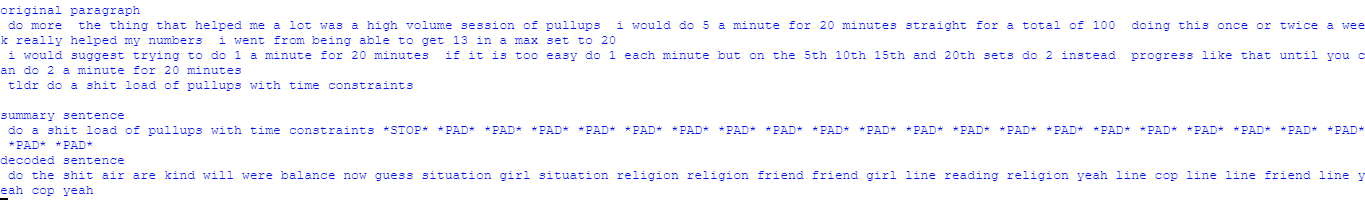 original paragraph
do more  the thing that helped me a lot was a high volume session of pullups  i would do 5 a minute for 20 minutes straight for a total of 100  doing this once or twice a wee
k really helped my numbers  i went from being able to get 13 in a max set to 20
i would suggest trying to do 1 a minute for 20 minutes  if it is too easy do 1 each minute but on the 5th 10th 15th and 20th sets do 2 instead  progress like that until you c
an do 2 a minute for 20 minutes
tldr do a shit load of pullups with time constraints

summary sentence
do a shit load of pullups with time constraints *STOP* *PAD* *PAD* *PAD* *PAD* *PAD* *PAD* *PAD* *PAD* *PAD* *PAD* *PAD* *PAD* *PAD* *PAD* *PAD* *PAD* *PAD* *PAD* *PAD* *PAD*
*PAD* *PAD*
decoded sentence
do the shit air are kind will were balance now guess situation girl situation religion religion friend friend girl line reading religion yeah line cop line line friend line y
eah cop yeah